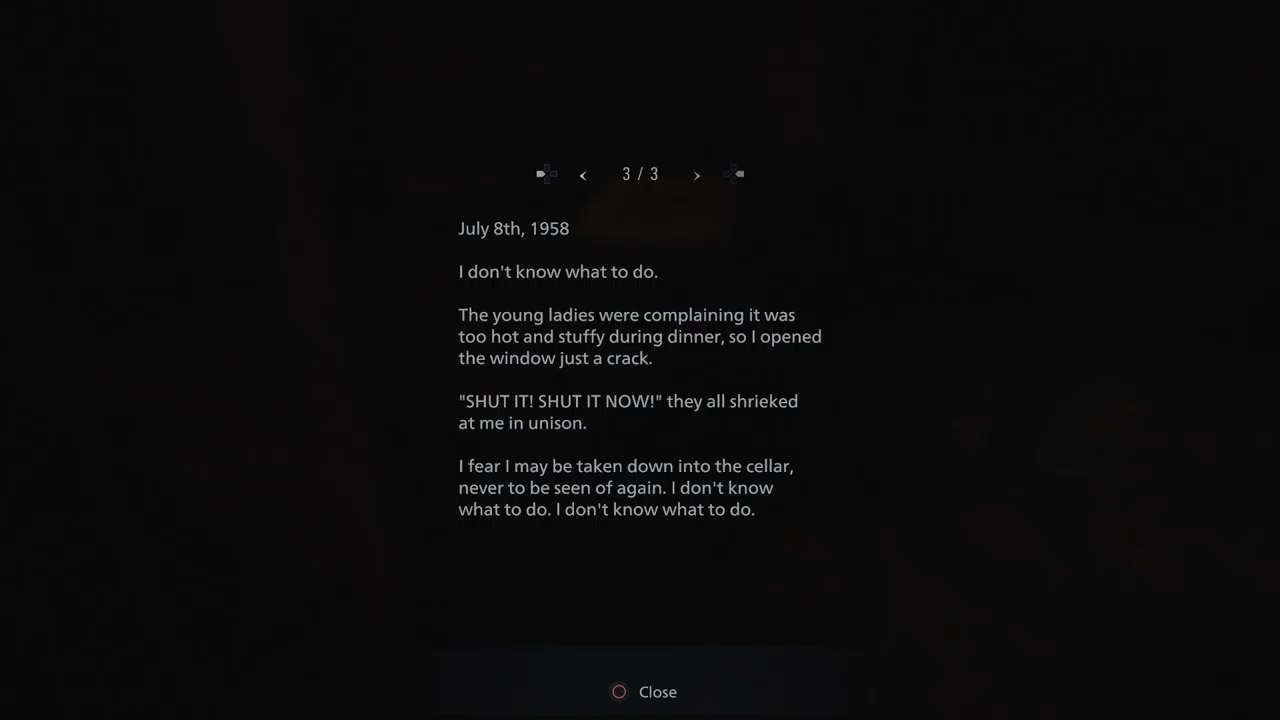 < 3 / 3 >
July 8th, 1958
I don't know what to do.
The young ladies were complaining it was
too hot and stuffy during dinner, so I opened
the window just a crack.
"SHUT IT! SHUT IT NOW!" they all shrieked
at me in unison.
I fear I may be taken down into the cellar,
never to be seen of again. I don't know
what to do. I don't know what to do.
Close